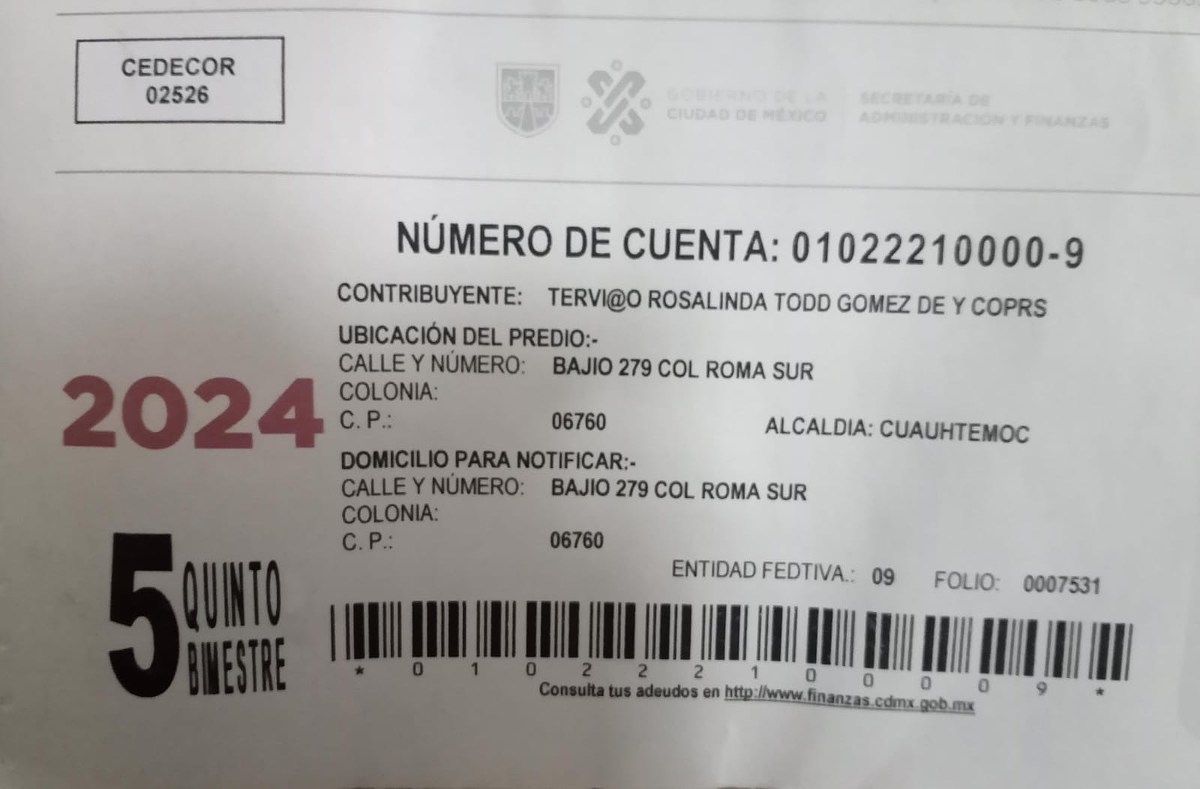 CEDECOR
02526
GOBIERNO DE LA
CIUDAD DE MÉXICO
SECRETARÍA DE
ADMINISTRACIÓN Y FINANZAS
NÚMERO DE CUENTA: 01022210000-9
CONTRIBUYENTE: TERVI@O ROSALINDA TODD GOMEZ DE Y COPRS
UBICACIÓN DEL PREDIO:-
CALLE Y NÚMERO: BAJIO 279 COL ROMA SUR
COLONIA:
C. P.: 06760 ALCALDIA: CUAUHTEMOC
DOMICILIO PARA NOTIFICAR:-
CALLE Y NÚMERO: BAJIO 279 COL ROMA SUR
COLONIA:
C. P.: 06760
ENTIDAD FEDTIVA.: 09 FOLIO: 0007531
2024
5 QUINTO
BIMESTRE
* 0 1 0 2 2 2 1 0 0 0 0 9 *
Consulta tus adeudos en http://www.finanzas.cdmx.gob.mx